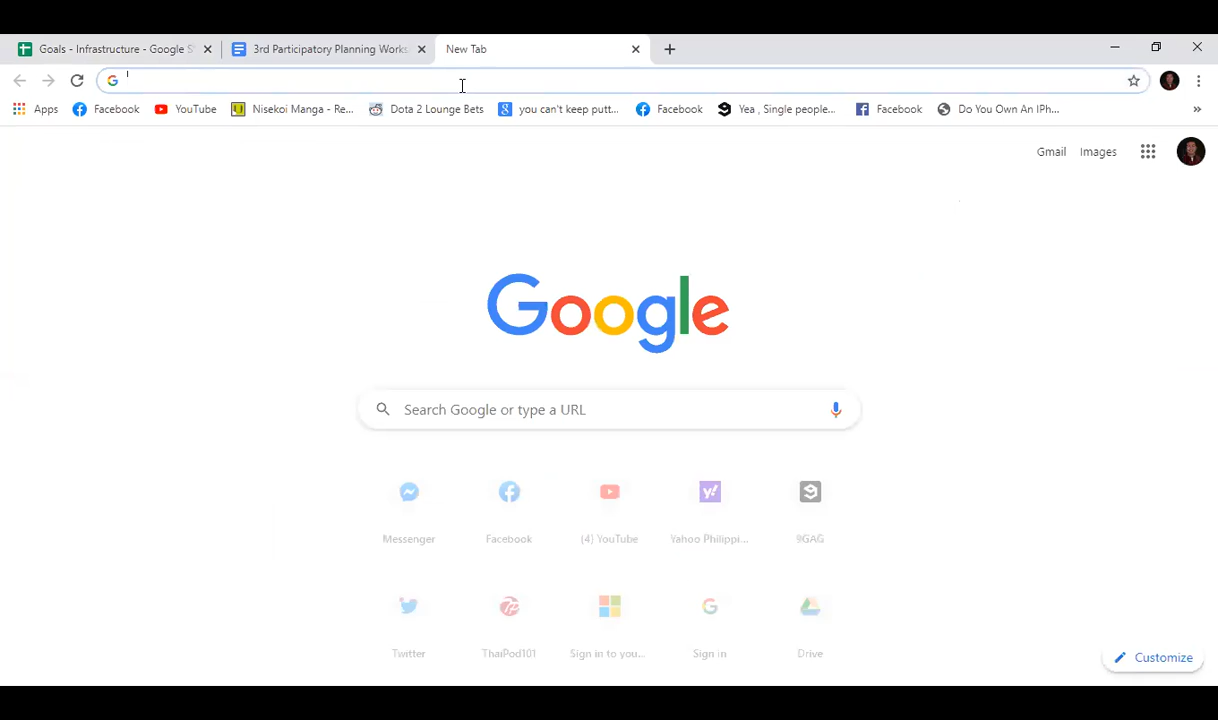 Goals - Infrastructure - Google S
3rd Participatory Planning Works
New Tab
Apps
Facebook
YouTube
Nisekoi Manga - Re...
Dota 2 Lounge Bets
you can't keep putt...
Facebook
Yea , Single people...
Facebook
Do You Own An IPh...
Gmail
Images
Google
Search Google or type a URL
Messenger
Facebook
(4) YouTube
Yahoo Philippi...
9GAG
Twitter
ThaiPod101
Sign in to you...
Sign in
Drive
Customize